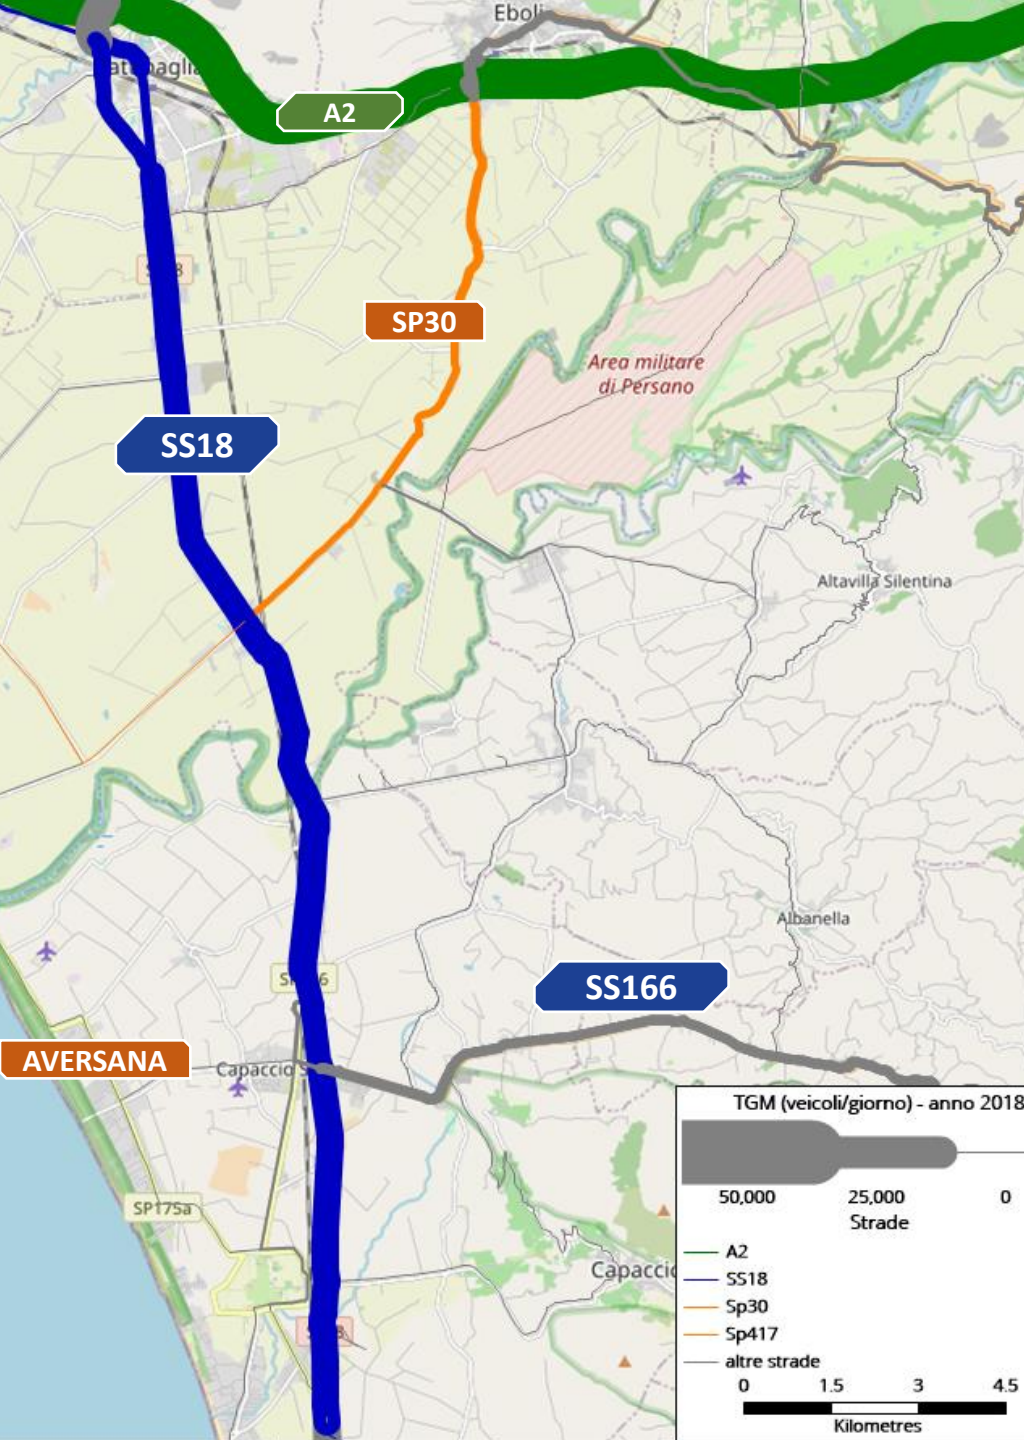 Eboli
A2
SP30
Area militare
di Persano
SS18
Altavilla Silentina
Albanella
SS166
AVERSANA
Capaccio S
SP175a
Capaccio
TGM (veicoli/giorno) - anno 2018
50,000 25,000 0
Strade
A2
SS18
Sp30
Sp417
altre strade
0 1.5 3 4.5
Kilometres